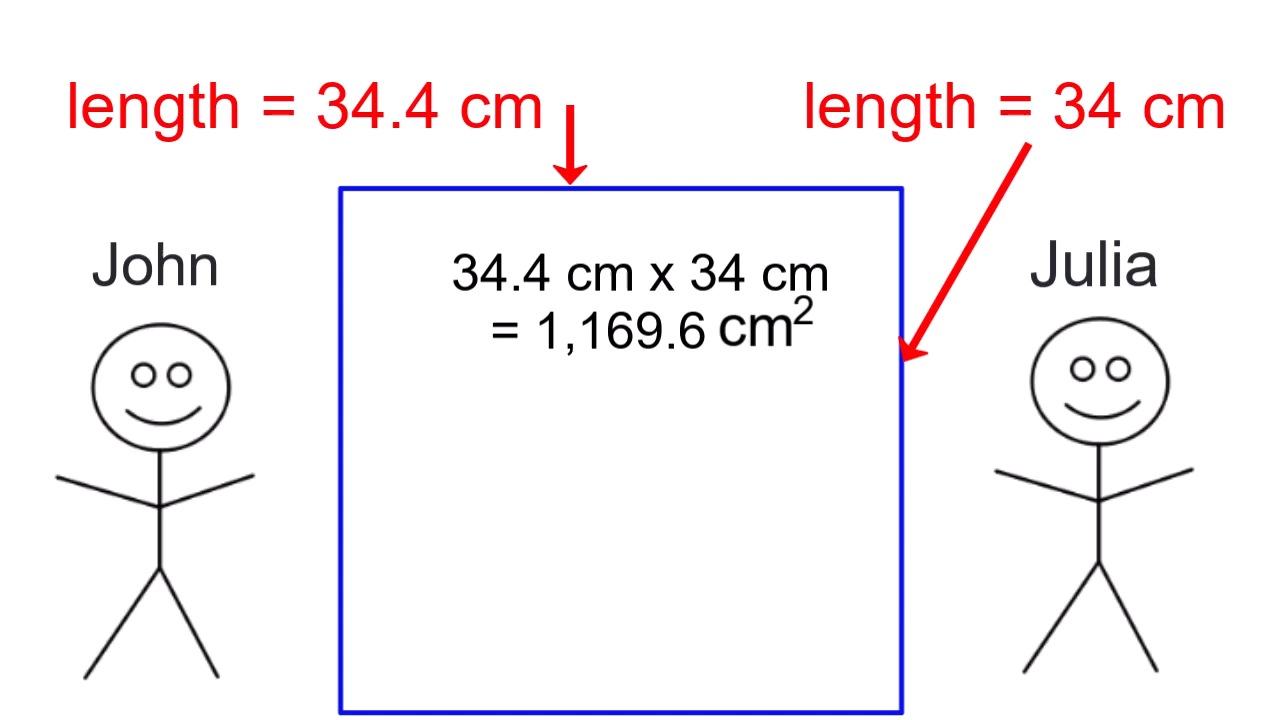 length = 34.4 cm
length = 34 cm
John
Julia
34.4 cm x 34 cm
= 1,169.6 cm²